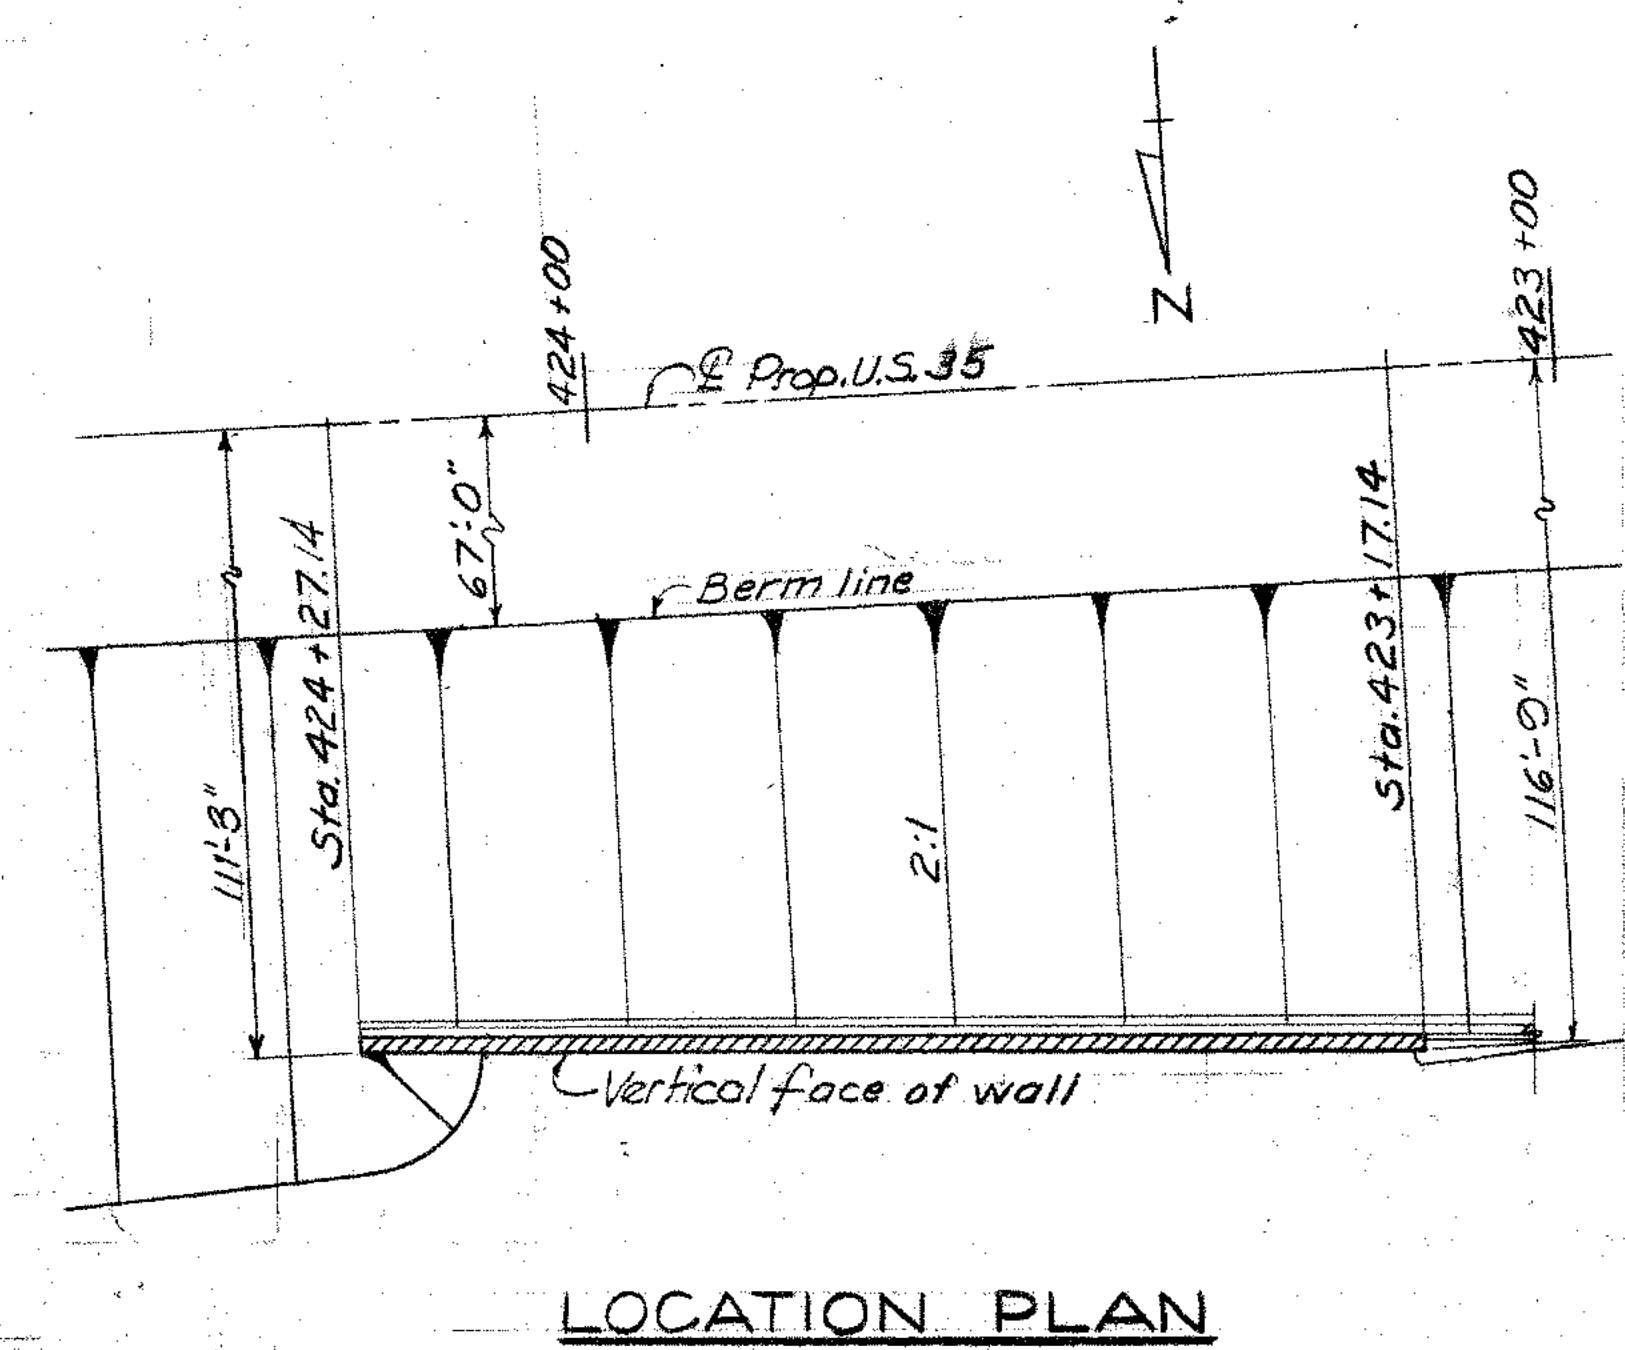 N
424+00
423+00
℄ Prop. U.S. 35
67'-0"
Sta. 424+27.14
Sta. 423+17.14
Berm line
111'-3"
2:1
116'-9"
Vertical face of wall
LOCATION PLAN